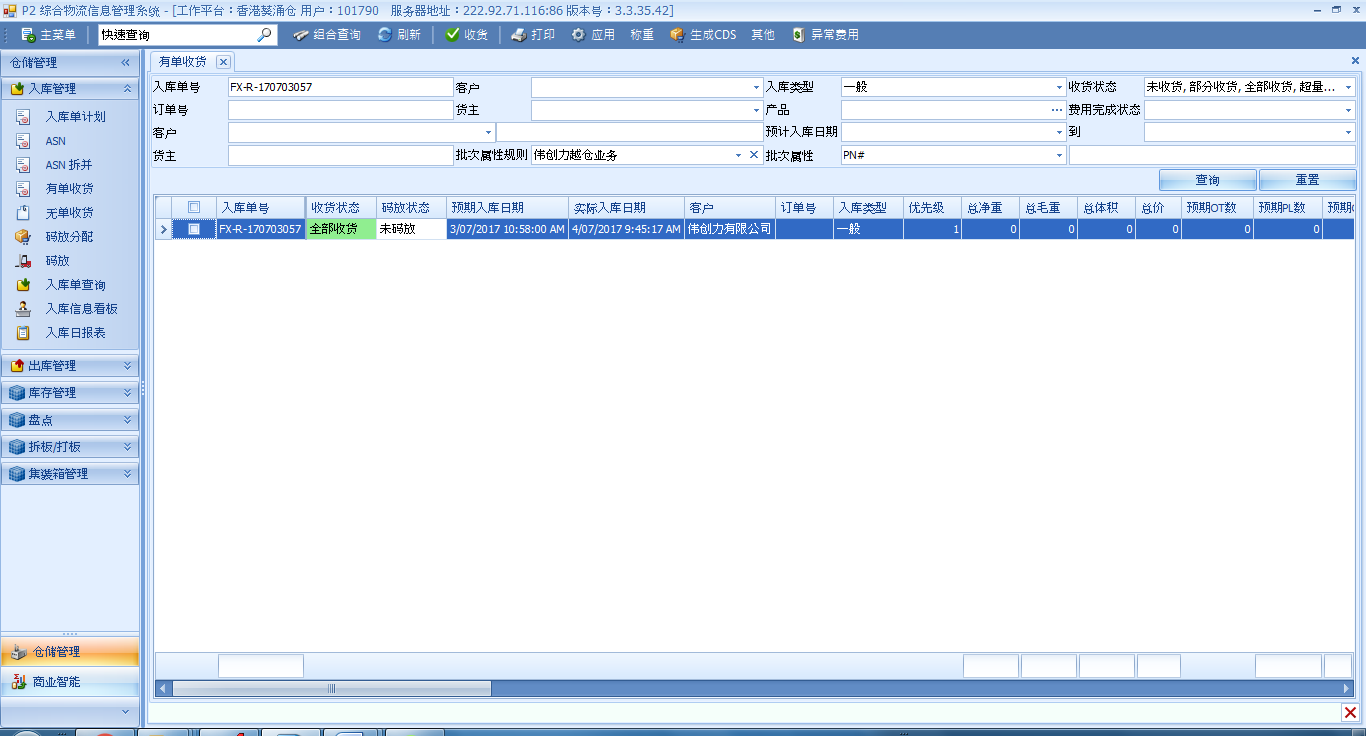 P2 综合物流信息管理系统 - [工作平台：香港葵涌仓 用户：101790 服务器地址：222.92.71.116:86 版本号：3.3.35.42]
主菜单 快速查询 组合查询 刷新 收货 打印 应用 称重 生成CDS 其他 异常费用
仓储管理
有单收货
入库管理
入库单计划
ASN
ASN 拆并
有单收货
无单收货
码放分配
码放
入库单查询
入库信息看板
入库日报表
出库管理
库存管理
盘点
拆板/打板
集装箱管理
仓储管理
商业智能
入库单号 FX-R-170703057 客户 入库类型 一般 收货状态 未收货, 部分收货, 全部收货, 超量...
订单号 货主 产品 费用完成状态
客户 预计入库日期 到
货主 批次属性规则 伟创力越仓业务 批次属性 PN#
查询 重置
入库单号 收货状态 码放状态 预期入库日期 实际入库日期 客户 订单号 入库类型 优先级 总净重 总毛重 总体积 总价 预期OT数 预期PL数
FX-R-170703057 全部收货 未码放 3/07/2017 10:58:00 AM 4/07/2017 9:45:17 AM 伟创力有限公司 一般 1 0 0 0 0 0 0